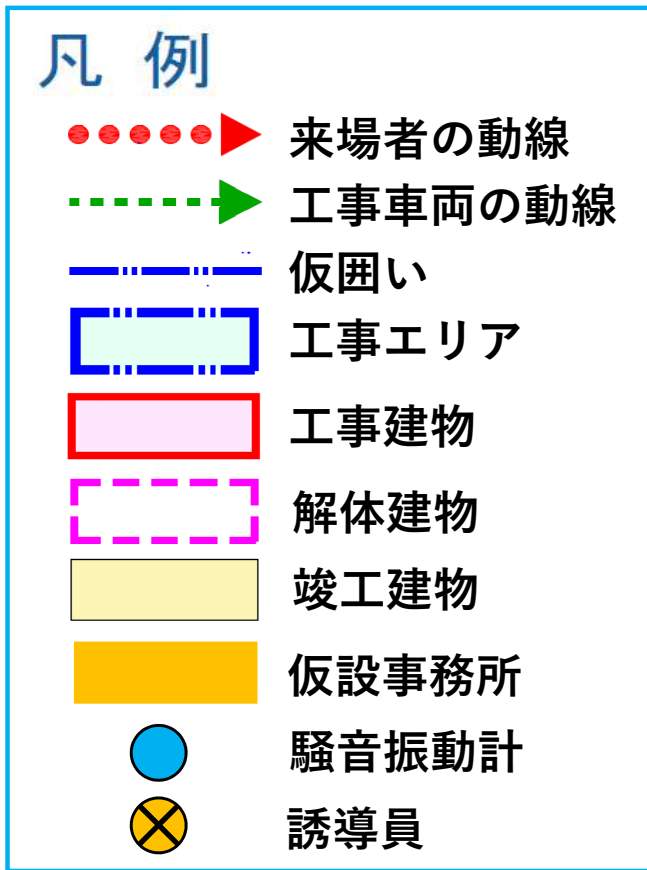 凡 例
来場者の動線
工事車両の動線
仮囲い
工事エリア
工事建物
解体建物
竣工建物
仮設事務所
騒音振動計
誘導員